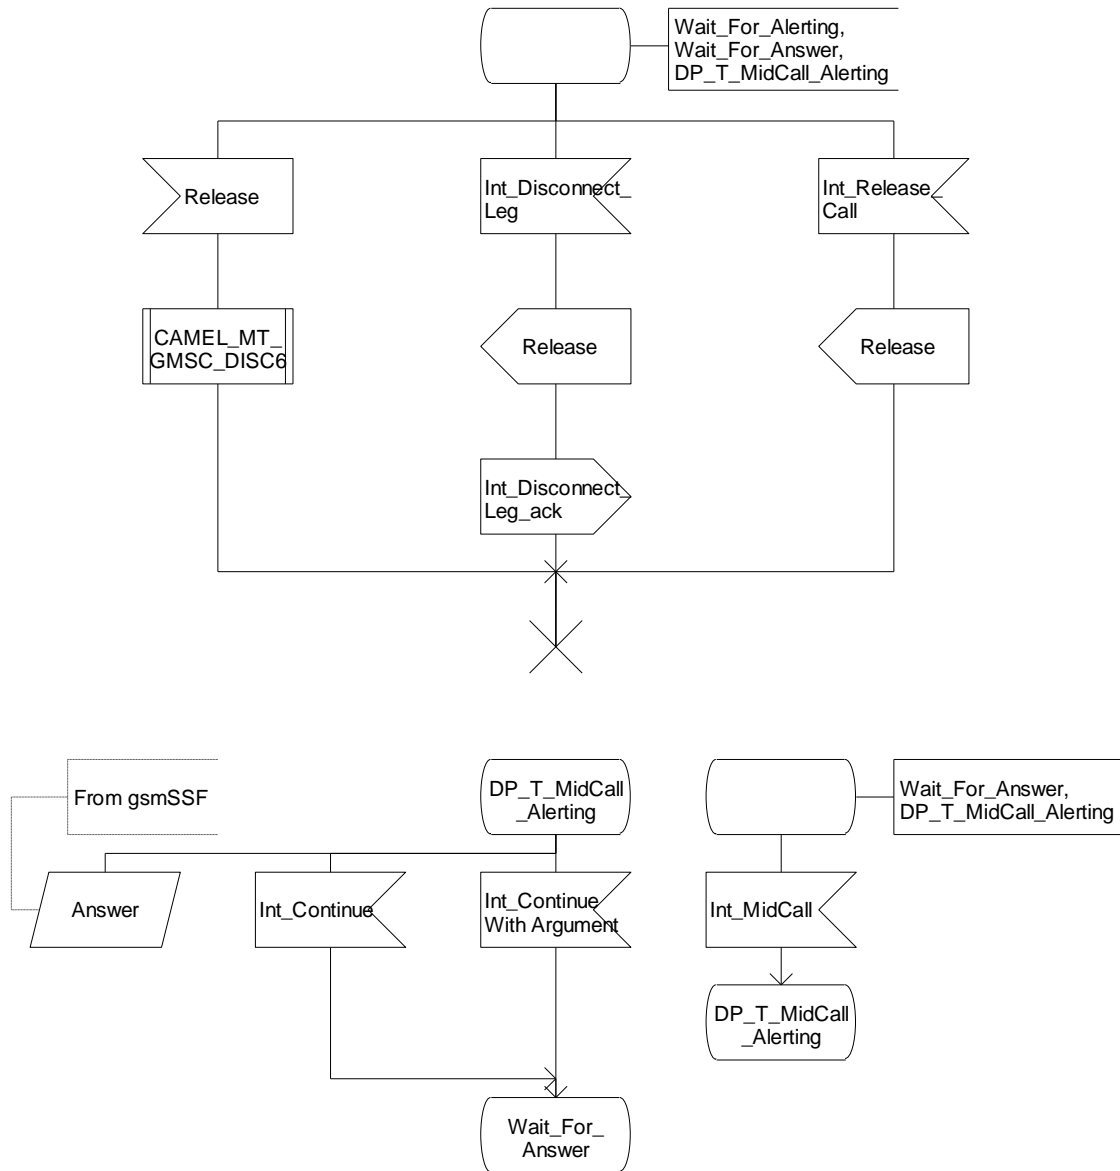 Wait_For_Alerting,
Wait_For_Answer,
DP_T_MidCall_Alerting
Release
Int_Disconnect_
Leg
Int_Release_
Call
CAMEL_MT_
GMSC_DISC6
Release
Release
Int_Disconnect_
Leg_ack
From gsmSSF
DP_T_MidCall
_Alerting
Wait_For_Answer,
DP_T_MidCall_Alerting
Answer
Int_Continue
Int_Continue
With Argument
Int_MidCall
DP_T_MidCall
_Alerting
Wait_For_
Answer